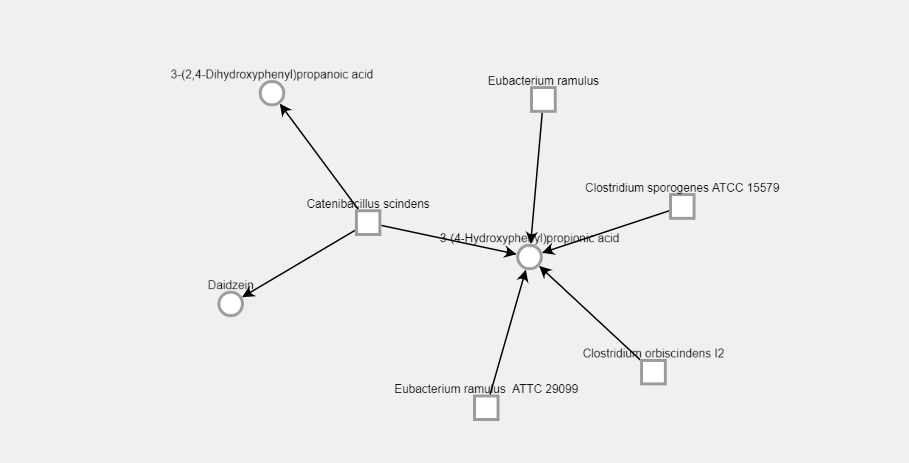 3-(2,4-Dihydroxyphenyl)propanoic acid
Eubacterium ramulus
Clostridium sporogenes ATCC 15579
Catenibacillus scindens
3-(4-Hydroxyphenyl)propionic acid
Daidzein
Clostridium orbiscindens I2
Eubacterium ramulus  ATTC 29099